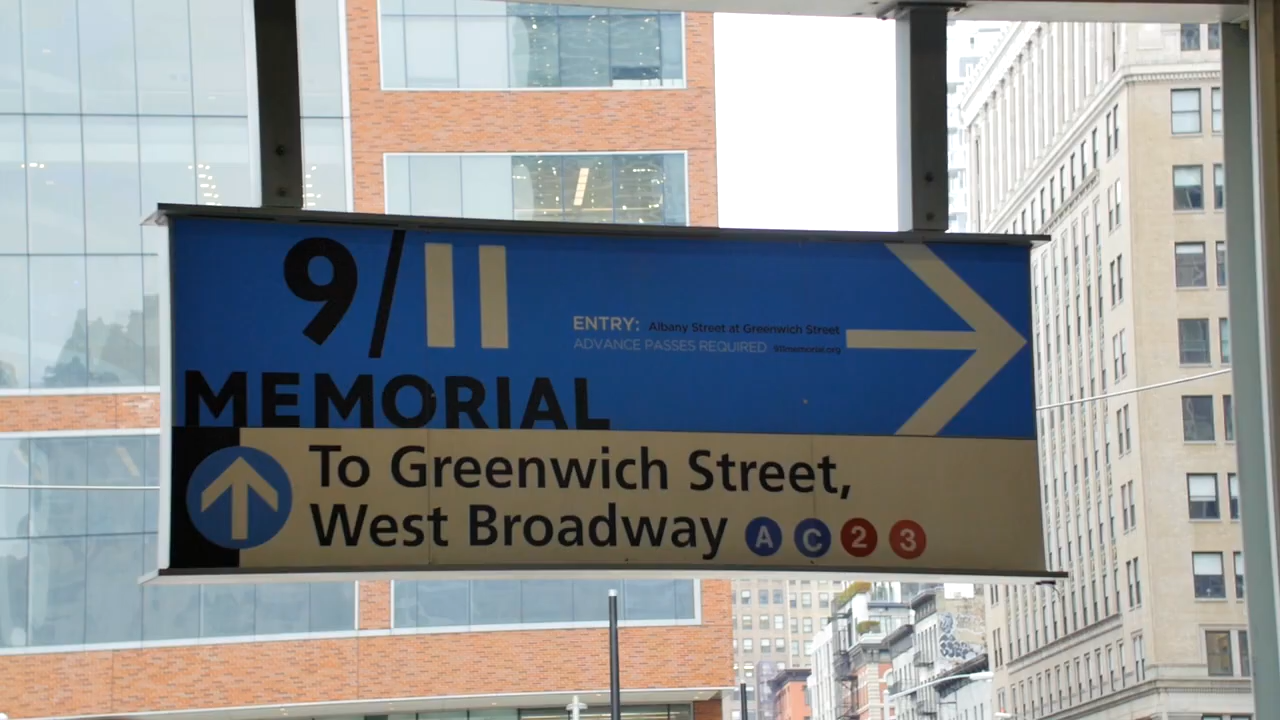 9/11
ENTRY: Albany Street at Greenwich Street
ADVANCE PASSES REQUIRED 911memorial.org
MEMORIAL
To Greenwich Street,
West Broadway A C 2 3